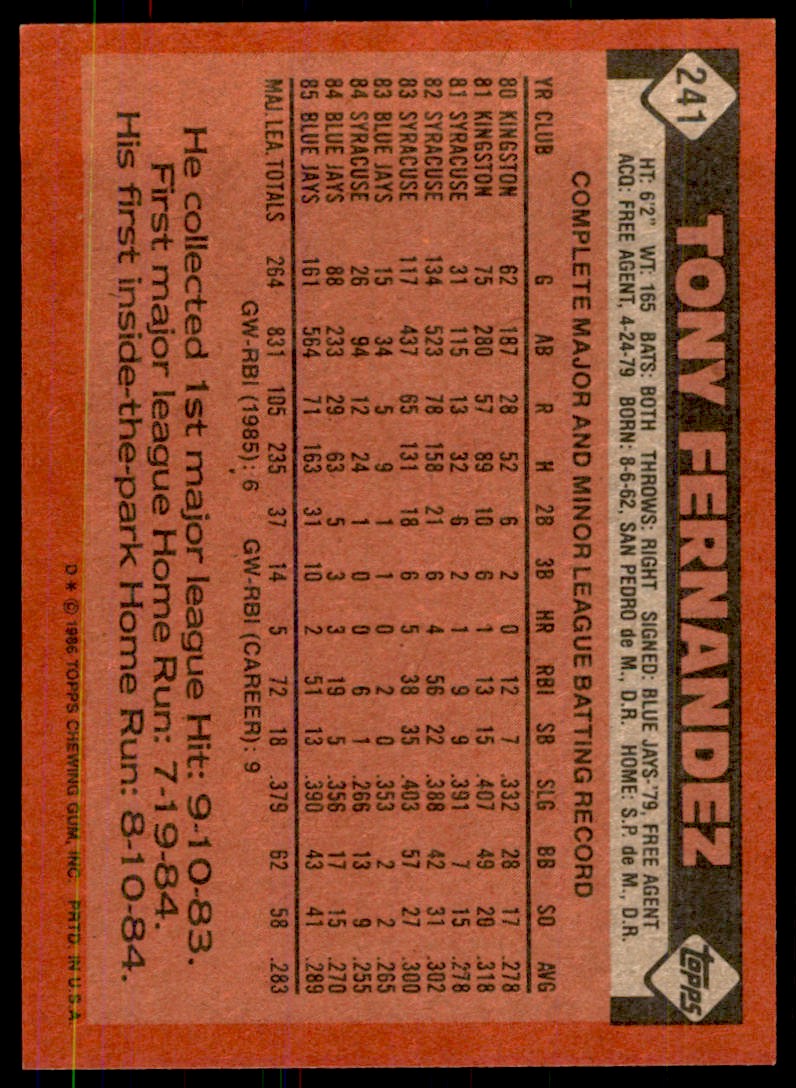 241
TONY FERNANDEZ
topps
HT: 6'2" WT: 165 BATS: BOTH THROWS: RIGHT SIGNED: BLUE JAYS-'79, FREE AGENT
ACQ: FREE AGENT, 4-24-79 BORN: 8-6-62, SAN PEDRO de M., D.R. HOME: S.P. de M., D.R.
COMPLETE MAJOR AND MINOR LEAGUE BATTING RECORD
YR CLUB G AB R H 2B 3B HR RBI SB SLG BB SO AVG
80 KINGSTON 62 187 28 52 6 2 0 12 7 .332 28 17 .278
81 KINGSTON 75 280 57 89 10 6 1 13 15 .407 49 20 .318
81 SYRACUSE 31 115 13 32 6 2 1 9 9 .391 7 15 .278
82 SYRACUSE 134 523 78 158 21 6 4 56 22 .388 42 31 .302
83 SYRACUSE 117 437 65 131 18 6 5 38 35 .403 57 27 .300
83 BLUE JAYS 15 34 5 9 1 1 0 2 0 .353 2 2 .265
84 SYRACUSE 26 94 12 24 1 0 0 6 1 .266 13 9 .255
84 BLUE JAYS 88 233 29 63 5 3 3 19 5 .356 17 15 .270
85 BLUE JAYS 161 564 71 163 31 10 2 51 13 .390 43 41 .289
MAJ. LEA. TOTALS 264 831 105 235 37 14 5 72 18 .379 62 58 .283
GW-RBI (1985): 6 GW-RBI (CAREER): 9
He collected 1st major league Hit: 9-10-83.
First major league Home Run: 7-19-84.
His first inside-the-park Home Run: 8-10-84.
D* © 1986 TOPPS CHEWING GUM, INC. PRTD. IN U.S.A.